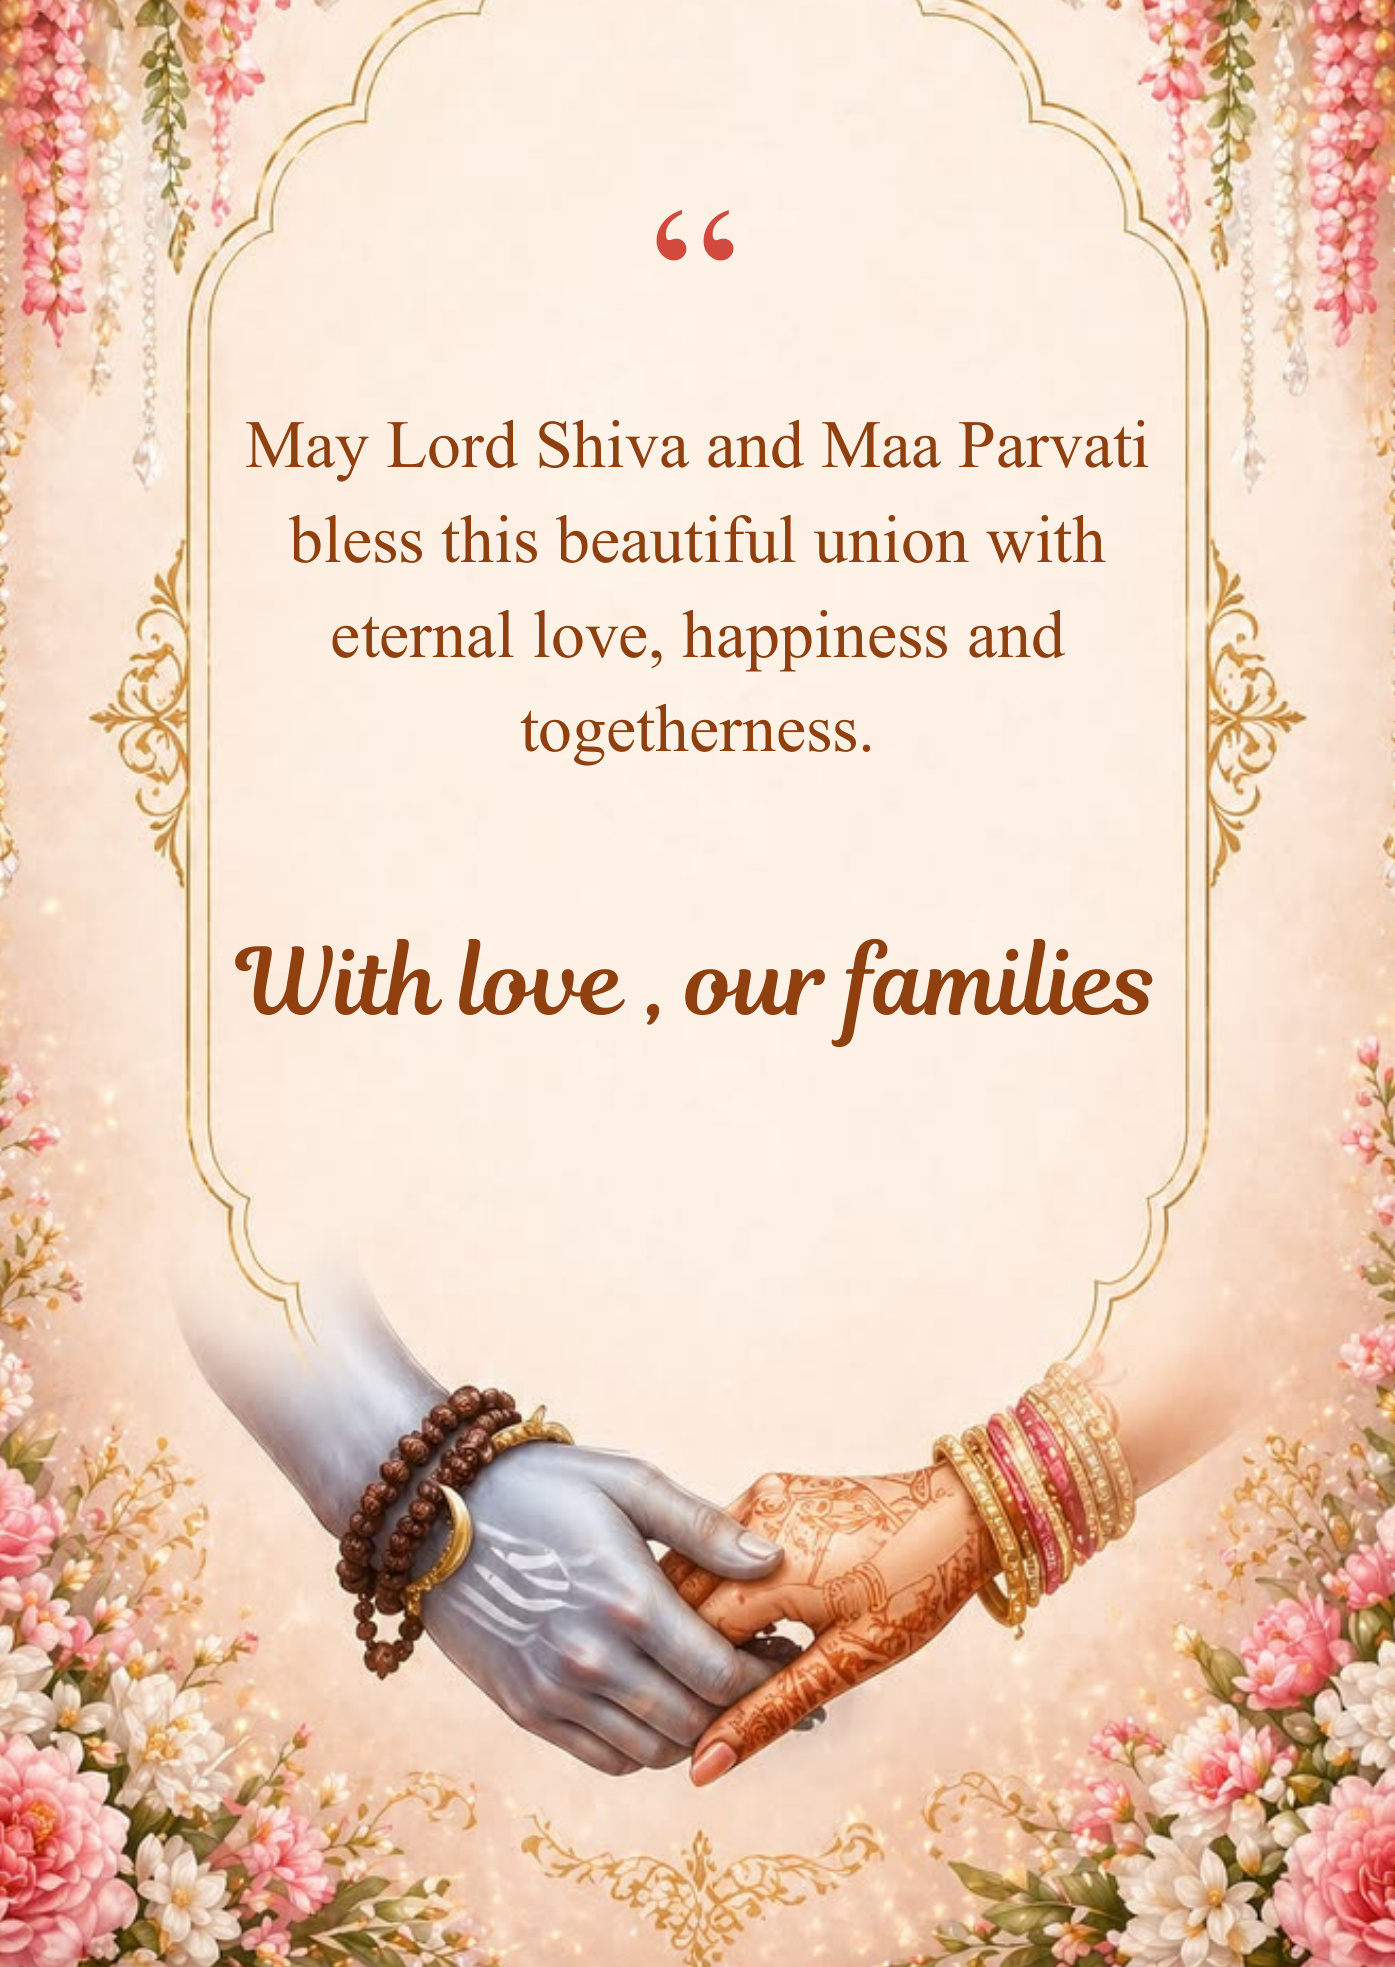 “
May Lord Shiva and Maa Parvati
bless this beautiful union with
eternal love, happiness and
togetherness.
With love , our families